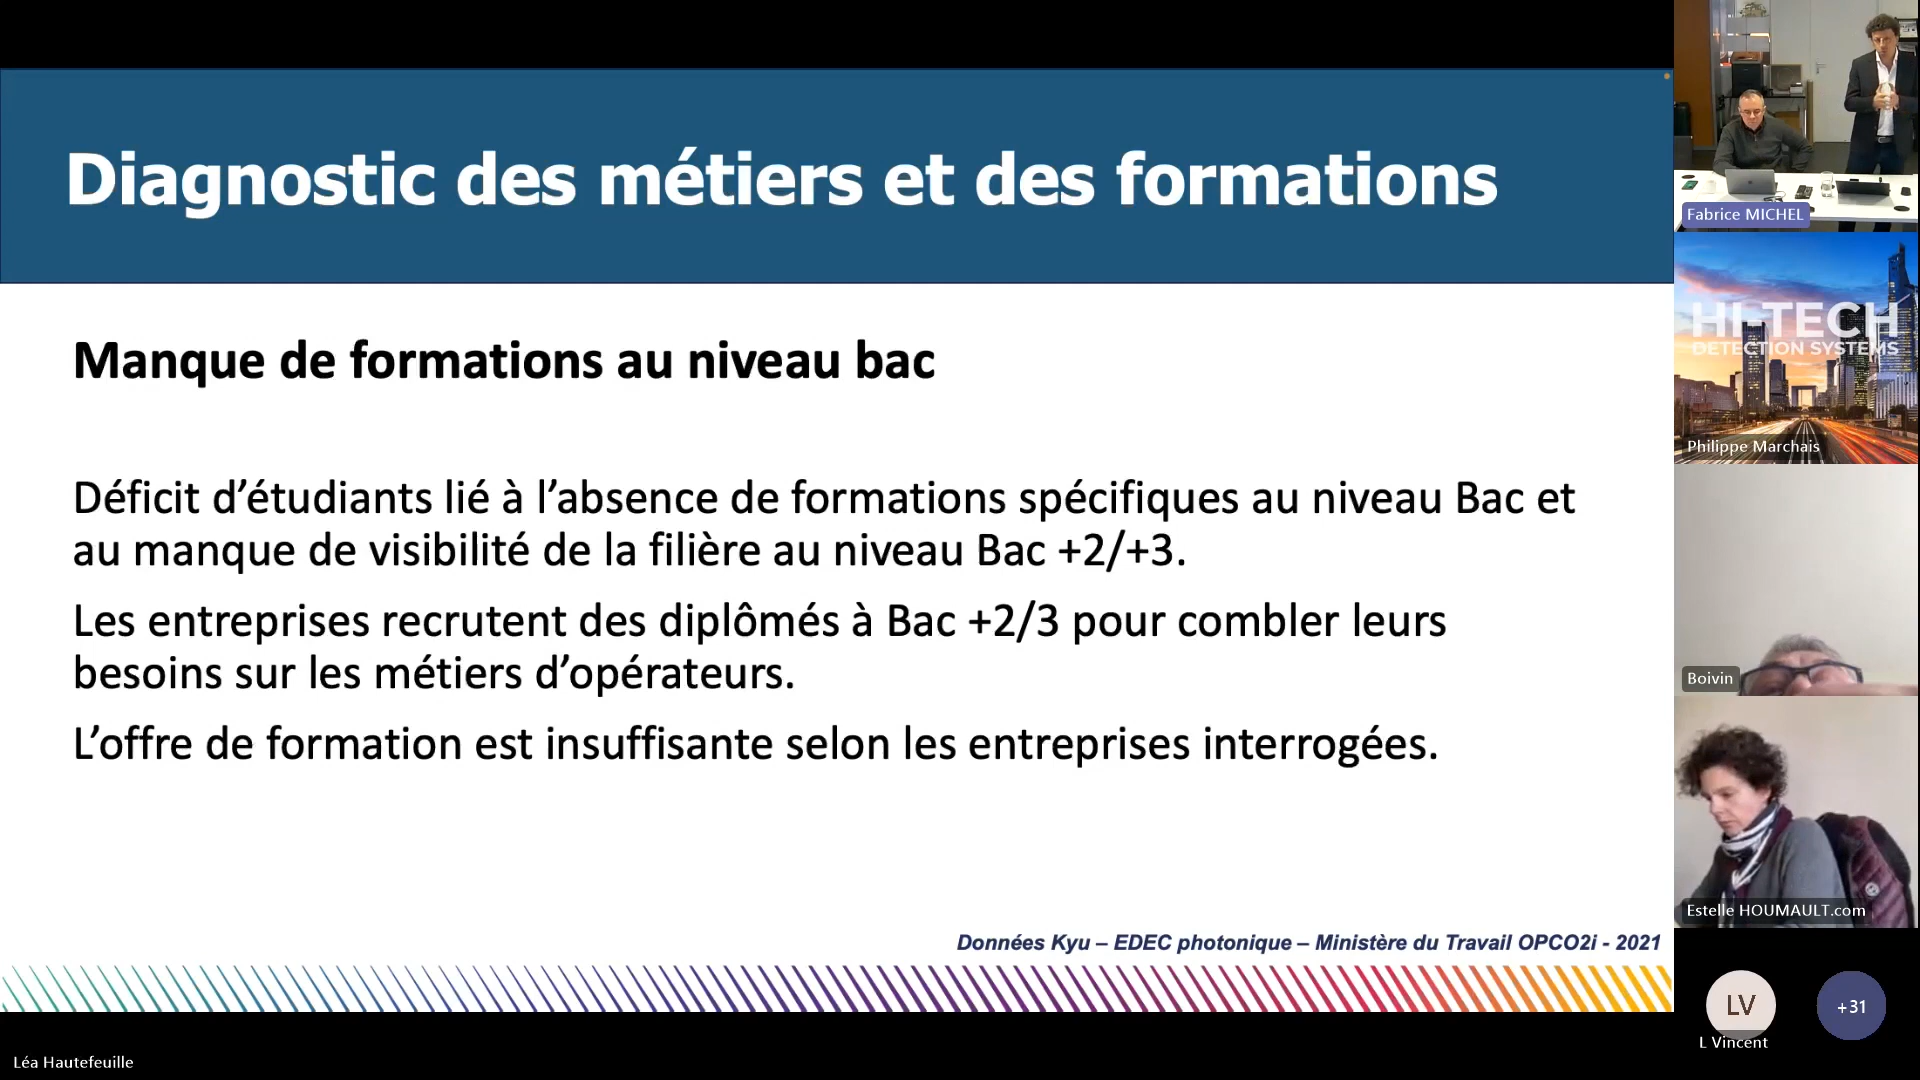 Diagnostic des métiers et des formations
Manque de formations au niveau bac
Déficit d’étudiants lié à l’absence de formations spécifiques au niveau Bac et
au manque de visibilité de la filière au niveau Bac +2/+3.
Les entreprises recrutent des diplômés à Bac +2/3 pour combler leurs
besoins sur les métiers d’opérateurs.
L’offre de formation est insuffisante selon les entreprises interrogées.
Données Kyu – EDEC photonique – Ministère du Travail OPCO2i - 2021
Léa Hautefeuille
Fabrice MICHEL
HI-TECH
DETECTION SYSTEMS
Philippe Marchais
Boivin
Estelle HOUMAULT.com
LV
+31
L Vincent